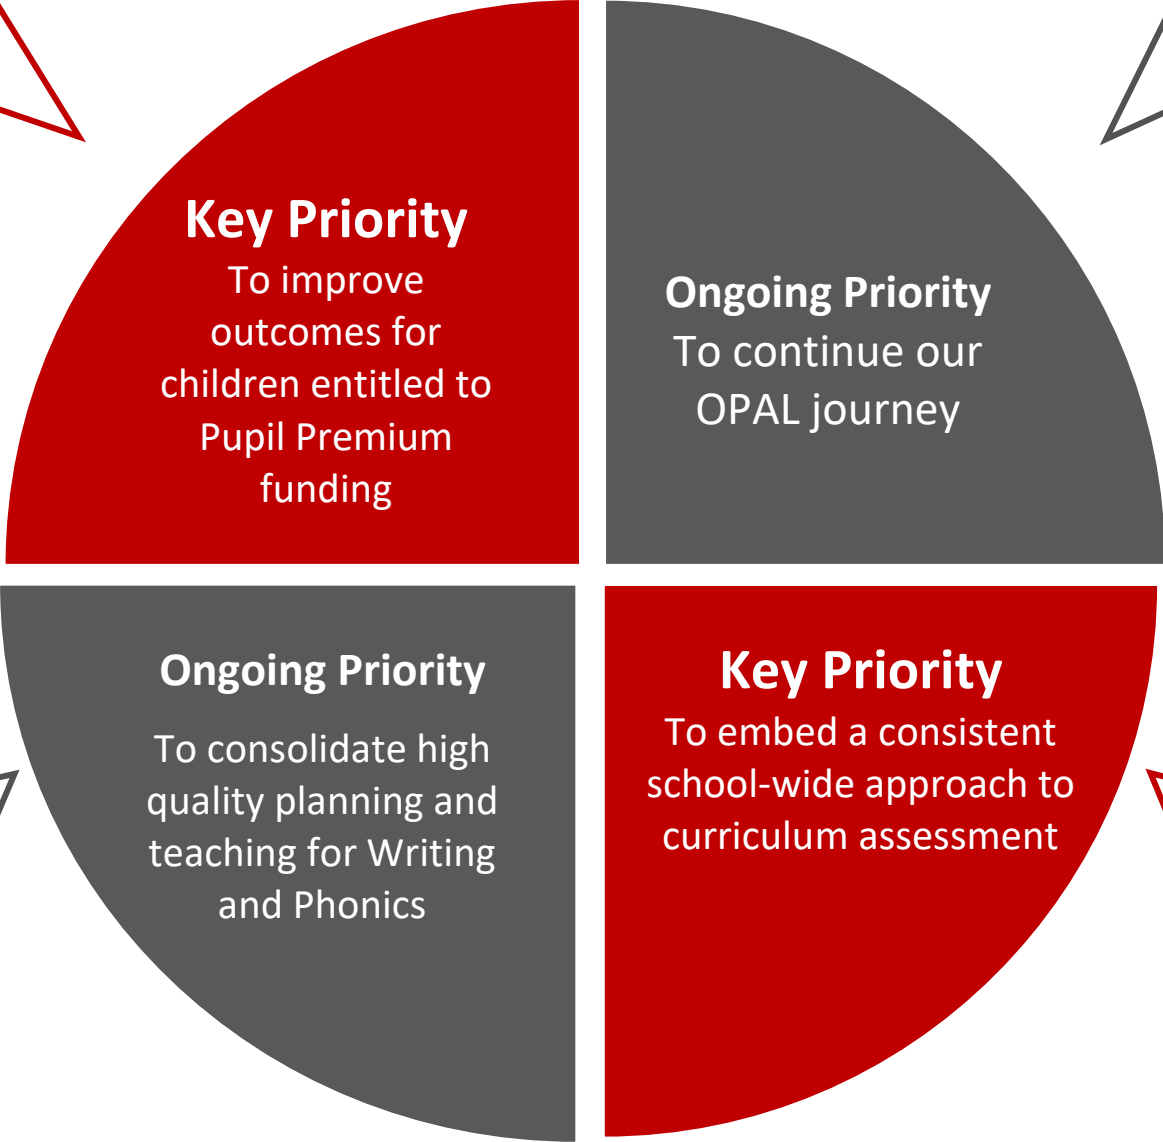 Key Priority
To improve
outcomes for
children entitled to
Pupil Premium
funding
Ongoing Priority
To continue our
OPAL journey
Ongoing Priority
To consolidate high
quality planning and
teaching for Writing
and Phonics
Key Priority
To embed a consistent
school-wide approach to
curriculum assessment